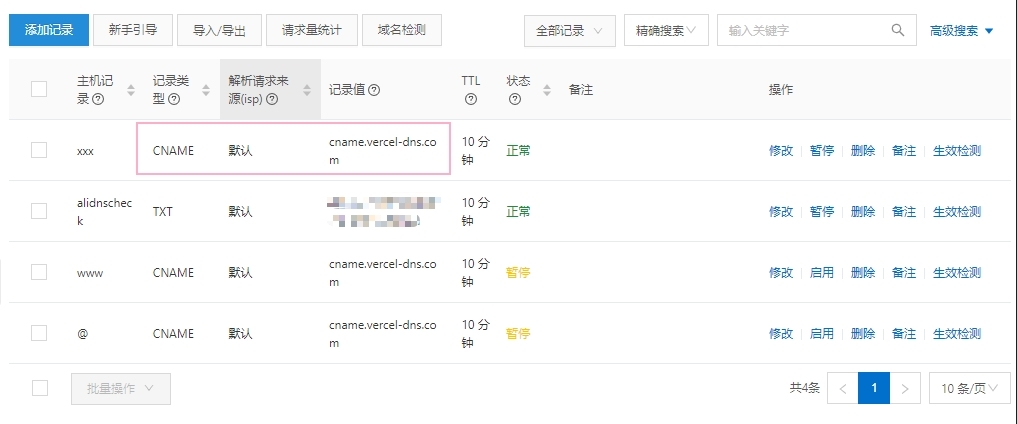 添加记录 新手引导 导入/导出 请求量统计 域名检测 全部记录 精确搜索 输入关键字 高级搜索
主机记 记录类 解析请求来 TTL 状态
录 型 源(isp) 记录值 备注 操作
xxx CNAME 默认 cname.vercel-dns.co 10 分 正常 修改 暂停 删除 备注 生效检测
m 钟
alidnschec TXT 默认 10 分 正常 修改 暂停 删除 备注 生效检测
k 钟
www CNAME 默认 cname.vercel-dns.co 10 分 暂停 修改 启用 删除 备注 生效检测
m 钟
@ CNAME 默认 cname.vercel-dns.co 10 分 暂停 修改 启用 删除 备注 生效检测
m 钟
批量操作 共4条 < 1 > 10 条/页